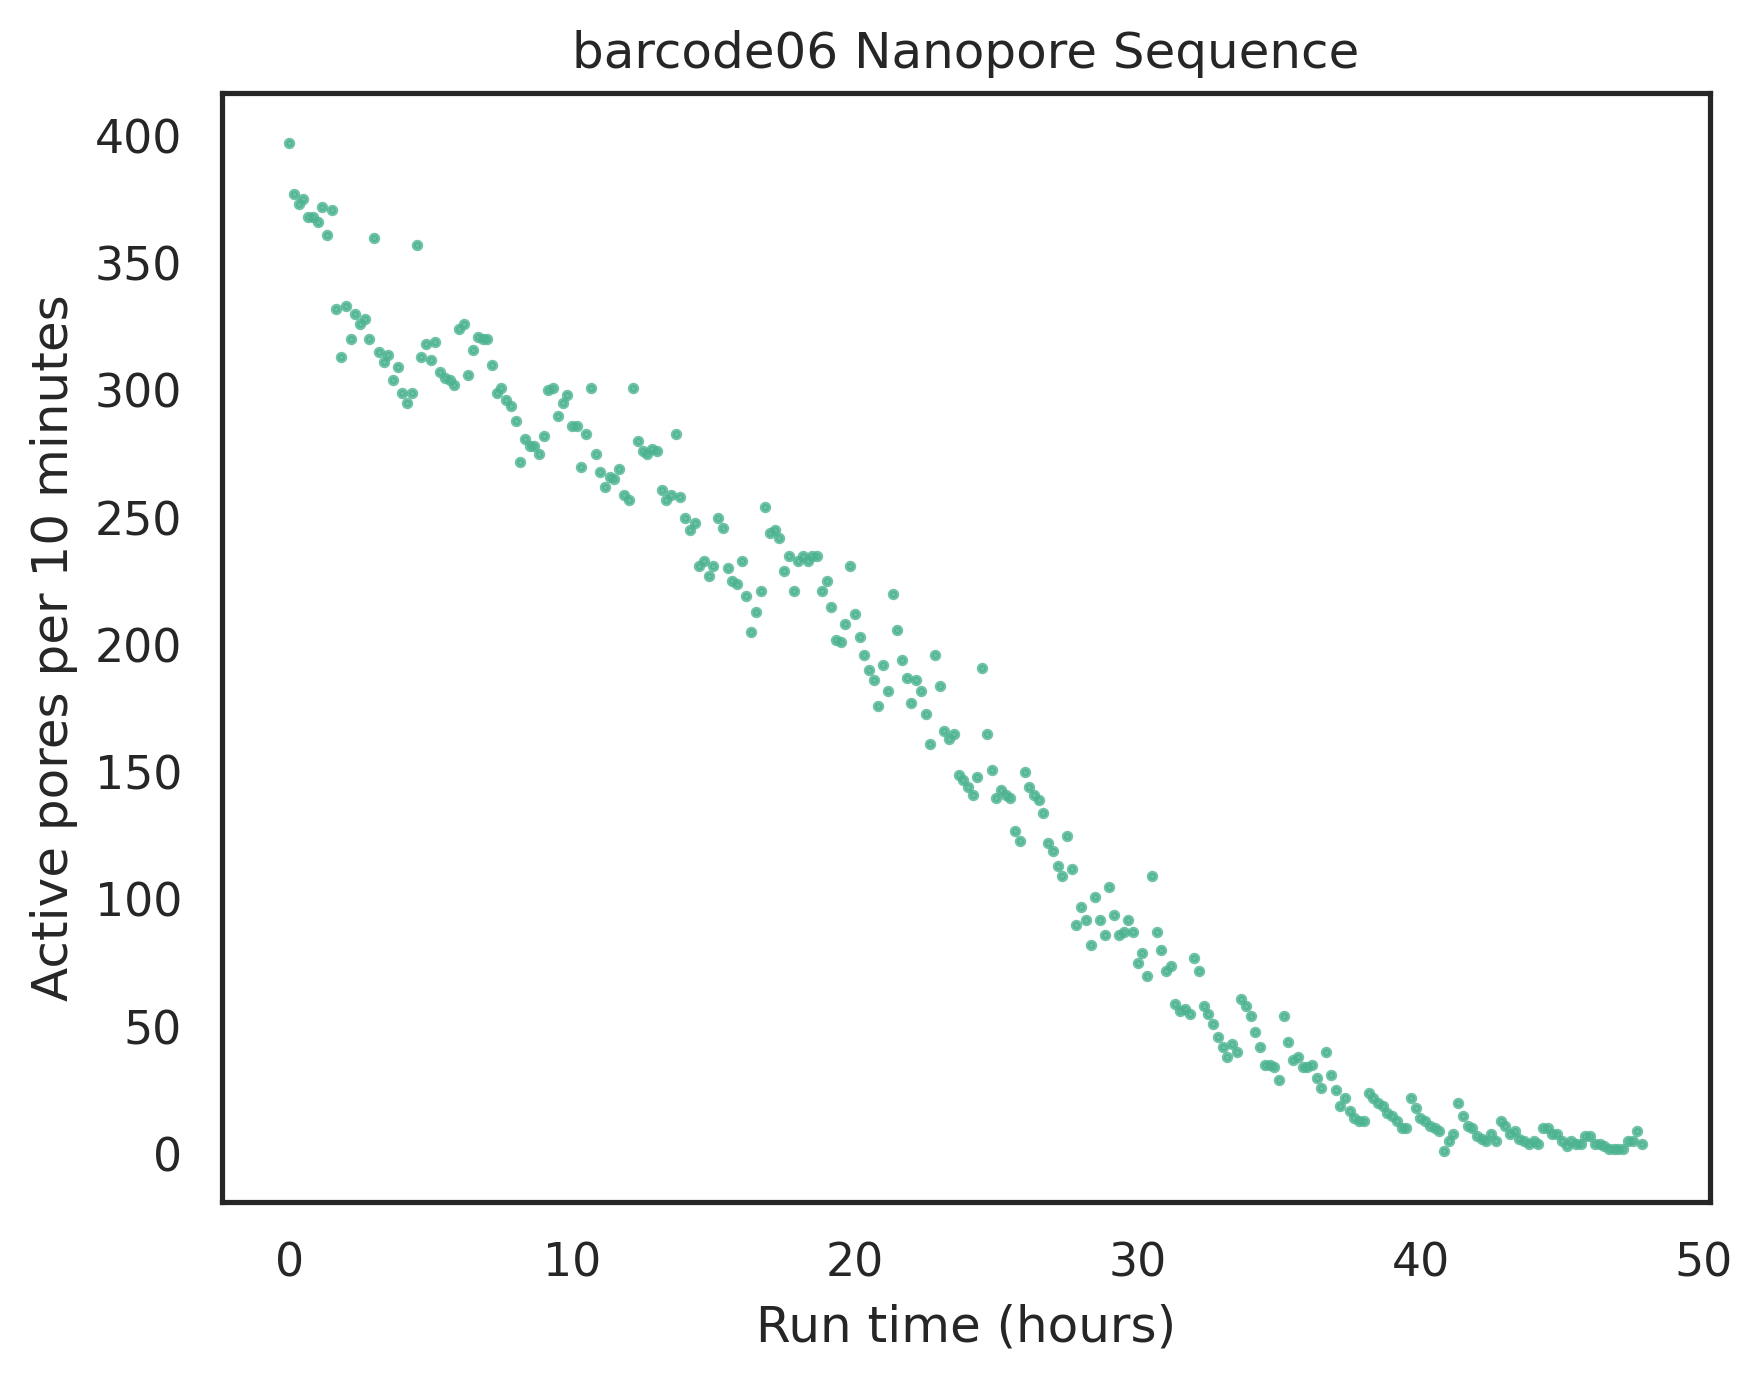 barcode06 Nanopore Sequence
Active pores per 10 minutes
400
350
300
250
200
150
100
50
0
0 10 20 30 40 50
Run time (hours)